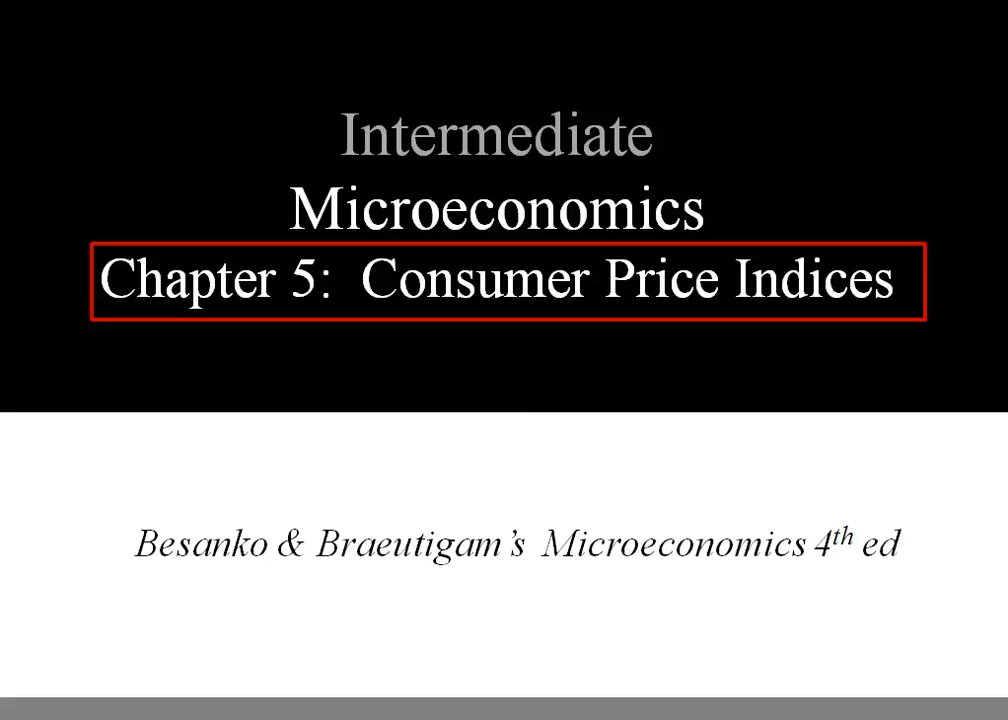 Intermediate
Microeconomics
Chapter 5: Consumer Price Indices
Besanko & Braeutigam's Microeconomics 4th ed